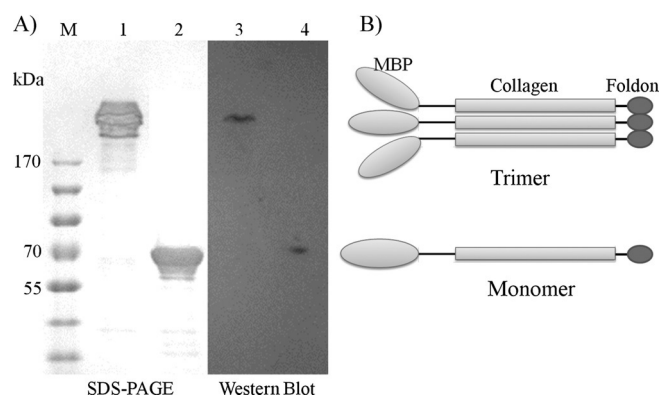 A)
M 1 2 3 4
kDa
170
70
55
SDS-PAGE Western Blot
B)
MBP
Collagen Foldon
Trimer
Monomer